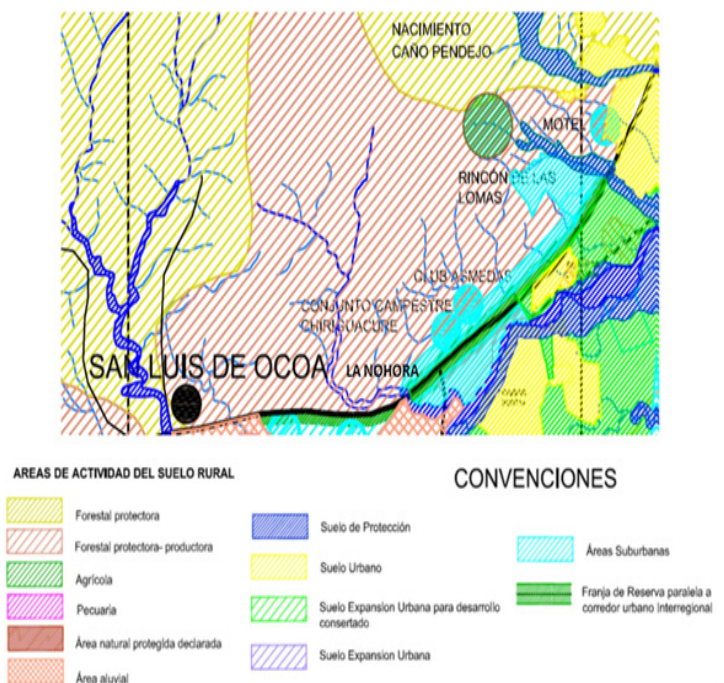 NACIMIENTO
CAÑO PENDEJO
MOTEL
RINCÓN DE LAS
LOMAS
CLUB ASMEDAS
CONJUNTO CAMPESTRE
CHIRIGUACURE
SAN LUIS DE OCOA
LA NOHORA
AREAS DE ACTIVIDAD DEL SUELO RURAL
CONVENCIONES
Forestal protectora
Forestal protectora- productora
Agrícola
Pecuaria
Área natural protegida declarada
Área aluvial
Suelo de Protección
Suelo Urbano
Suelo Expansion Urbana para desarrollo
consertado
Suelo Expansion Urbana
Áreas Suburbanas
Franja de Reserva paralela a
corredor urbano Interregional